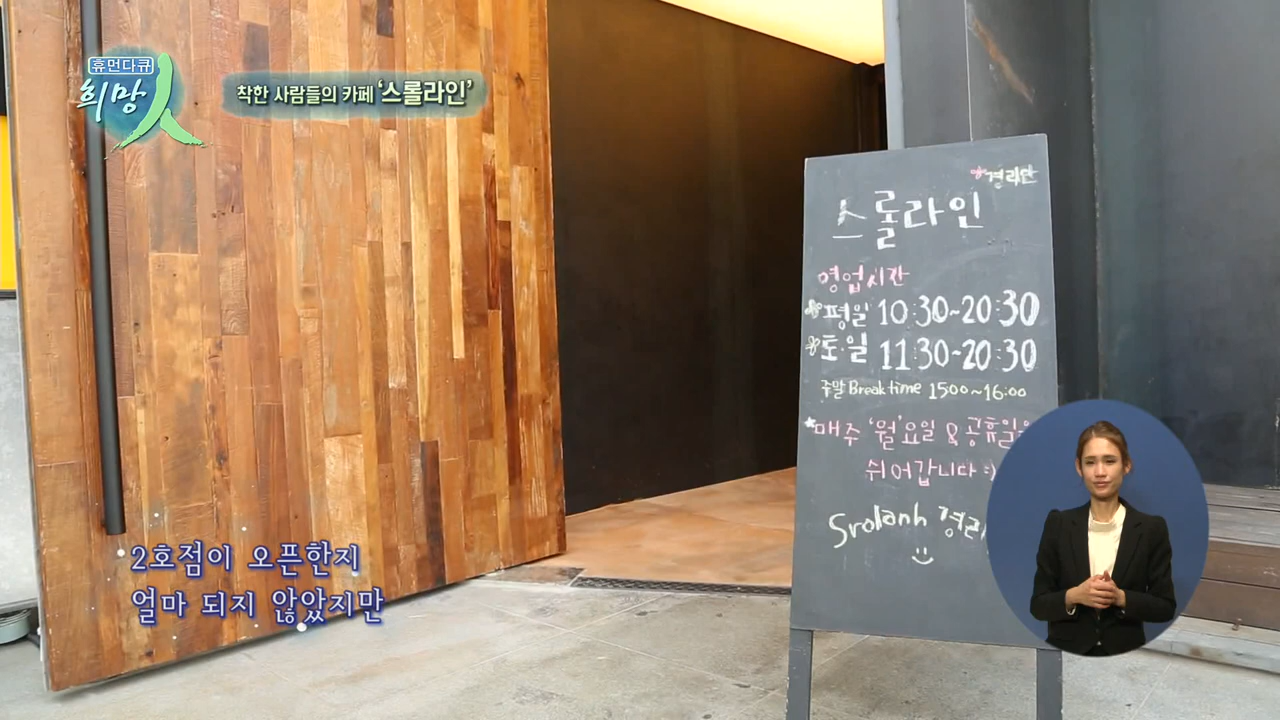 휴먼다큐
희망人
착한 사람들의 카페 '스롤라인'
경리단
스롤라인
영업시간
평일 10:30~20:30
토·일 11:30~20:30
주말 Break time 15:00~16:00
*매주 '월'요일 & 공휴일은
쉬어갑니다 :)
Srolanh 경리
2호점이 오픈한지
얼마 되지 않았지만